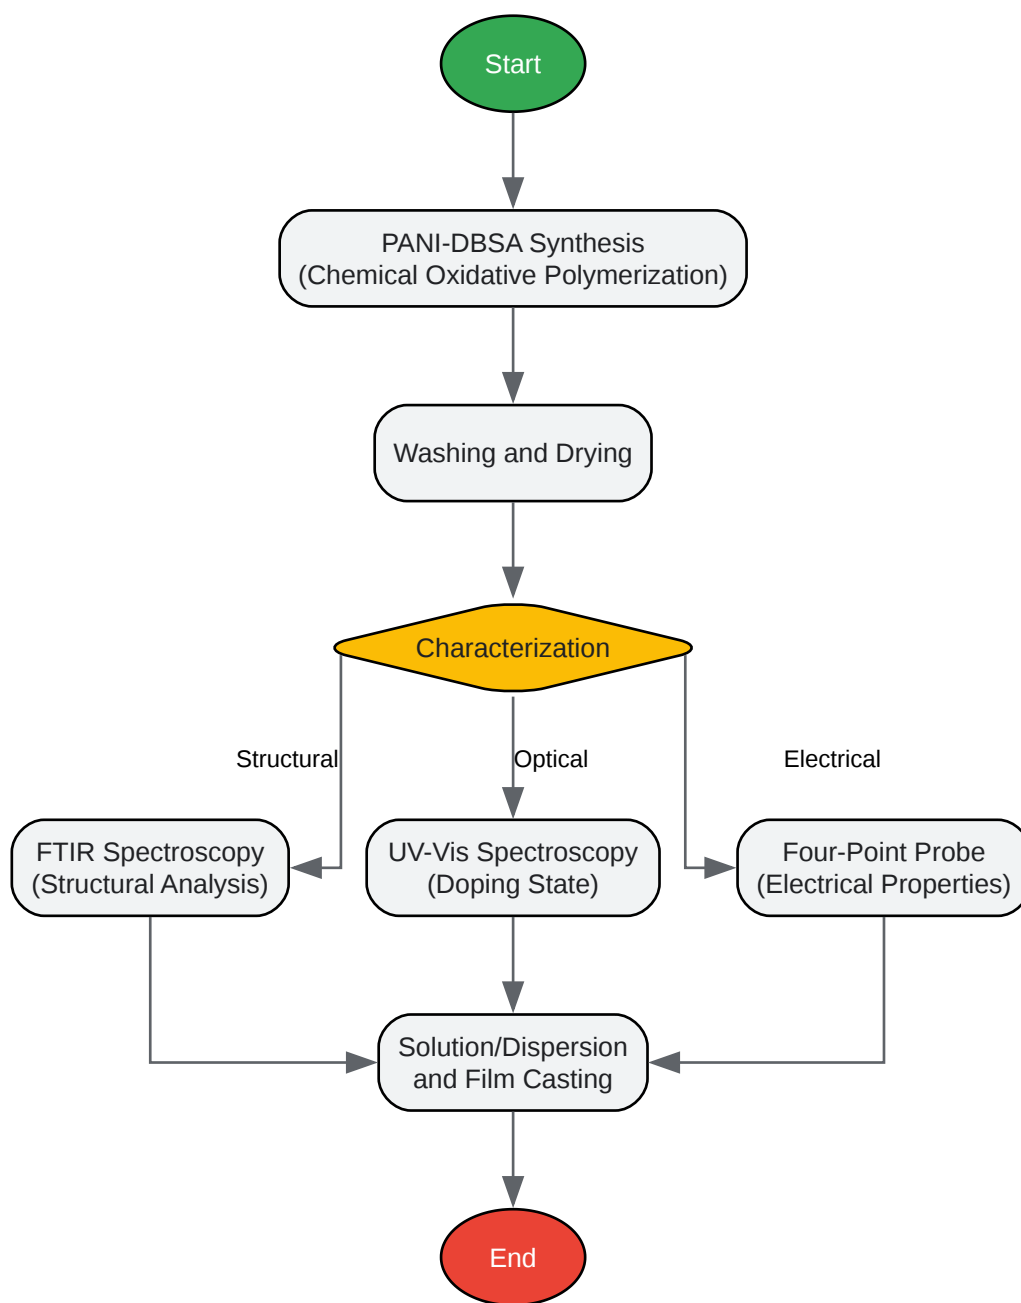 Start
PANI-DBSA Synthesis
(Chemical Oxidative Polymerization)
Washing and Drying
Characterization
Structural
Optical
Electrical
FTIR Spectroscopy
(Structural Analysis)
UV-Vis Spectroscopy
(Doping State)
Four-Point Probe
(Electrical Properties)
Solution/Dispersion
and Film Casting
End